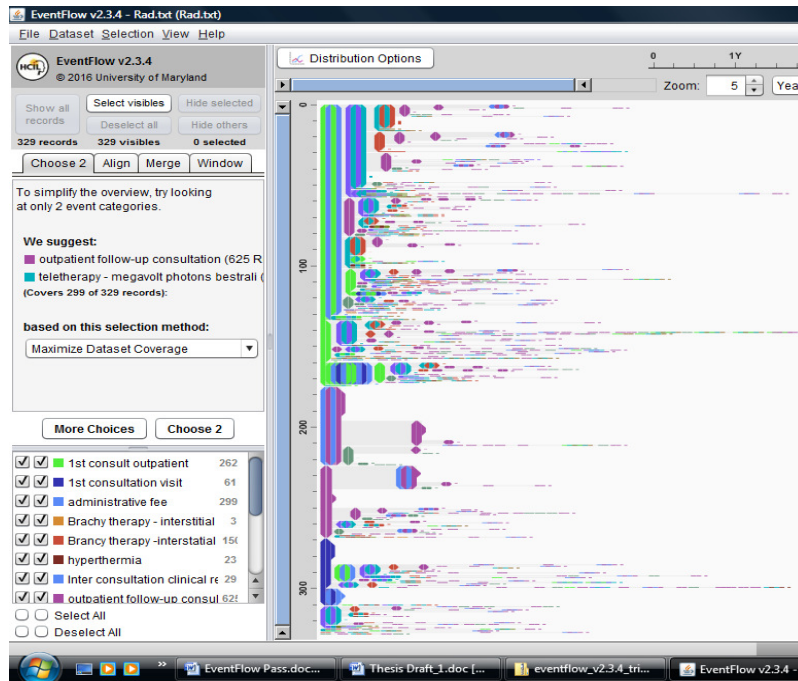 EventFlow v2.3.4 - Rad.txt (Rad.txt)
File Dataset Selection View Help
HCIL
EventFlow v2.3.4
© 2016 University of Maryland
Show all records
Select visibles
Hide selected
Deselect all
Hide others
329 records 329 visibles 0 selected
Choose 2 Align Merge Window
To simplify the overview, try looking
at only 2 event categories.
We suggest:
outpatient follow-up consultation (625 R
teletherapy - megavolt photons bestrali (
(Covers 299 of 329 records):
based on this selection method:
Maximize Dataset Coverage
More Choices Choose 2
1st consult outpatient 262
1st consultation visit 61
administrative fee 299
Brachy therapy - interstitial 3
Brancy therapy -interstatial 150
hyperthermia 23
Inter consultation clinical re 29
outpatient follow-up consul 625
Select All
Deselect All
Distribution Options
0 1Y
Zoom: 5 Yea
0
100
200
300
EventFlow Pass.doc...
Thesis Draft_1.doc [...
eventflow_v2.3.4_tri...
EventFlow v2.3.4 -